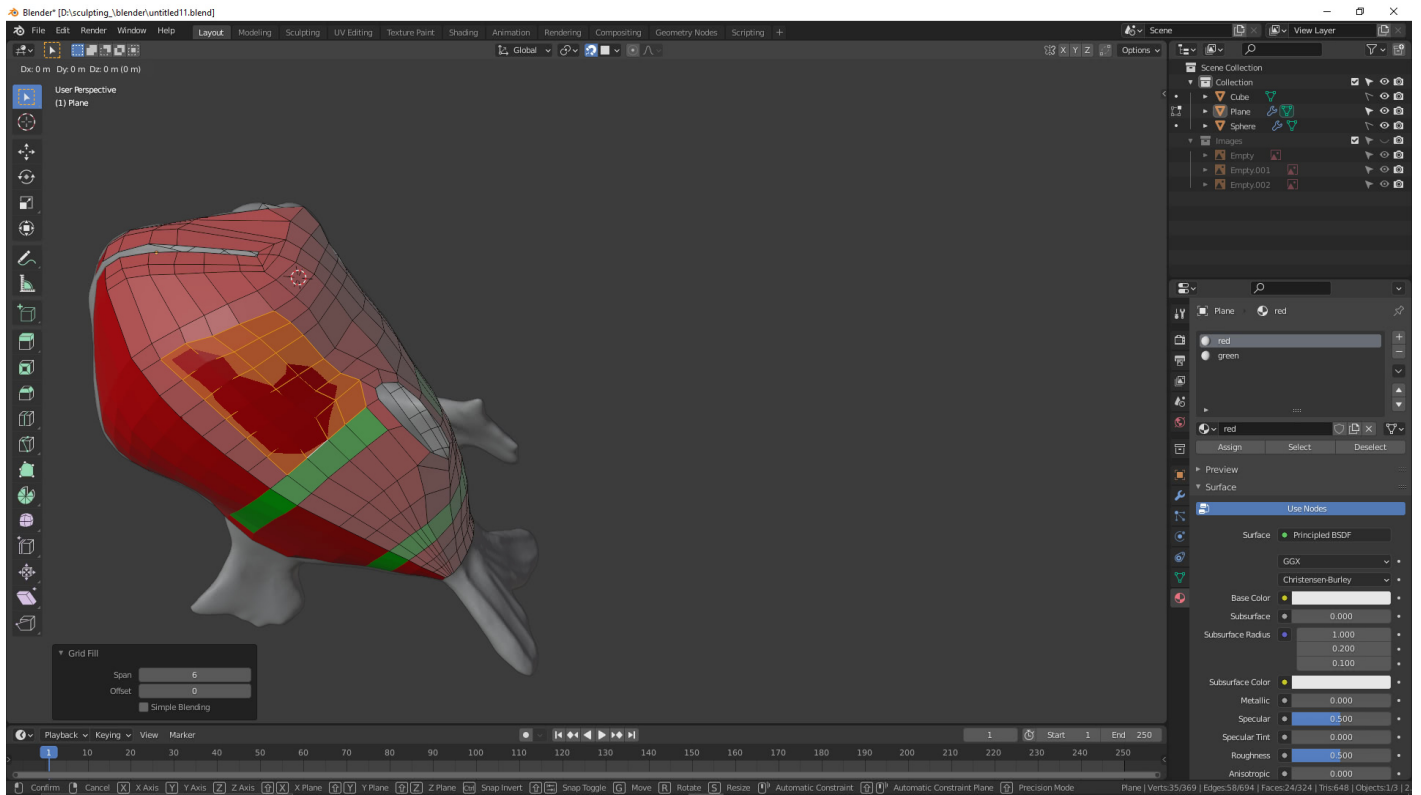 Blender* [D:\sculpting_\blender\untitled11.blend]
File Edit Render Window Help Layout Modeling Sculpting UV Editing Texture Paint Shading Animation Rendering Compositing Geometry Nodes Scripting + Scene View Layer
Global X Y Z Options
Dx: 0 m Dy: 0 m Dz: 0 m (0 m)
User Perspective
(1) Plane
Scene Collection
Collection
Cube
Plane
Sphere
Images
Empty
Empty.001
Empty.002
Plane red
red
green
red
Assign Select Deselect
Preview
Surface
Use Nodes
Surface Principled BSDF
GGX
Christensen-Burley
Base Color
Subsurface 0.000
Subsurface Radius 1.000
0.200
0.100
Subsurface Color
Metallic 0.000
Specular 0.500
Specular Tint 0.000
Roughness 0.500
Anisotropic 0.000
Grid Fill
Span 6
Offset 0
Simple Blending
Playback Keying View Marker 1 Start 1 End 250
1 10 20 30 40 50 60 70 80 90 100 110 120 130 140 150 160 170 180 190 200 210 220 230 240 250
Confirm Cancel X X Axis Y Y Axis Z Z Axis X X Plane Y Y Plane Z Z Plane Ctrl Snap Invert Snap Toggle G Move R Rotate S Resize Automatic Constraint Automatic Constraint Plane Precision Mode Plane | Verts:35/369 | Edges:58/694 | Faces:24/324 | Tris:648 | Objects:1/3 | 2.